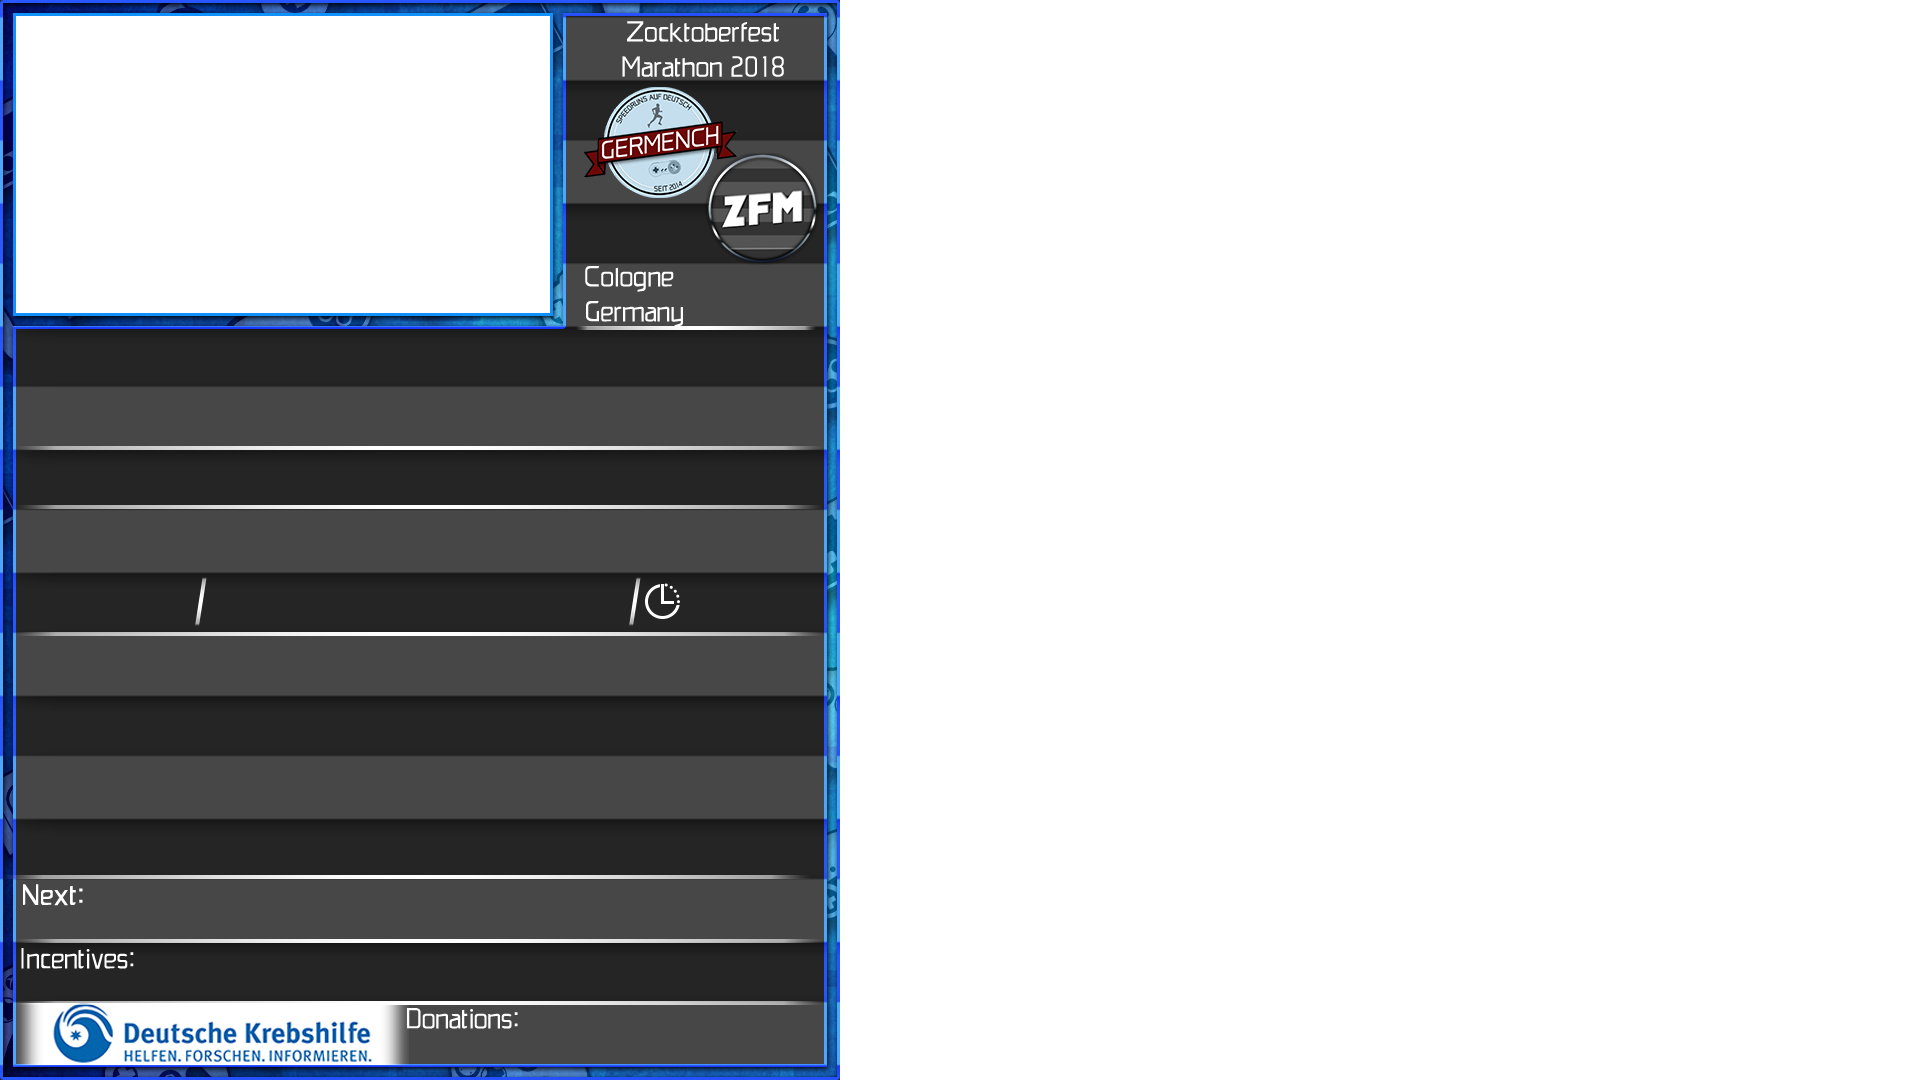 Zocktoberfest
Marathon 2018
SPEEDRUNS AUF DEUTSCH
GERMENCH
SEIT 2014
ZFM
Cologne
Germany
/
/
Next:
Incentives:
Deutsche Krebshilfe
HELFEN. FORSCHEN. INFORMIEREN.
Donations: